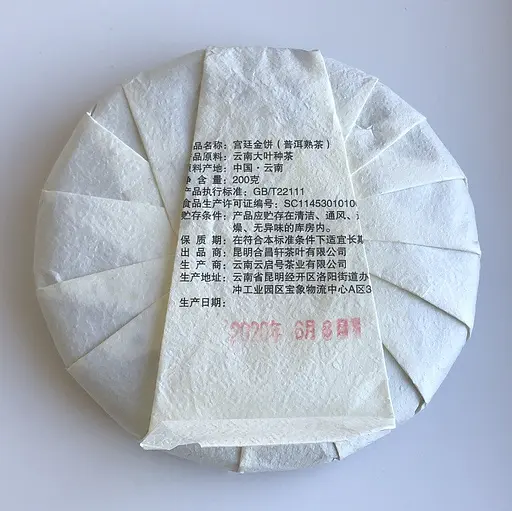 品名称：宫廷金饼（普洱熟茶）
产品原料：云南大叶种茶
原料产地：中国·云南
净 含 量：200克
产品执行标准：GB/T22111
食品生产许可证编号：SC1145301010
贮存条件：产品应贮存在清洁、通风、
燥、无异味的库房内。
保 质 期：在符合本标准条件下适宜长期
出 品 商：昆明合昌轩茶叶有限公司
生 产 商：云南云启号茶业有限公司
生产地址：云南省昆明经开区洛阳街道办
冲工业园区宝象物流中心A区3
生产日期：
2020年 6月 8日